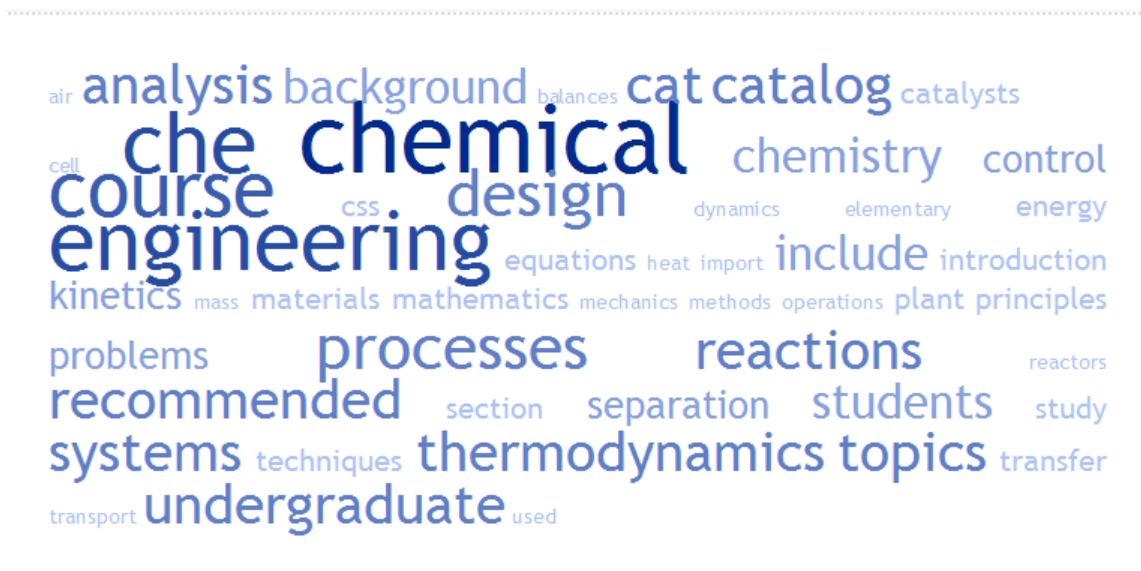 air analysis background balances cat catalog catalysts
cell che chemical chemistry control
course css design dynamics elementary energy
engineering equations heat import include introduction
kinetics mass materials mathematics mechanics methods operations plant principles
problems processes reactions reactors
recommended section separation students study
systems techniques thermodynamics topics transfer
transport undergraduate used